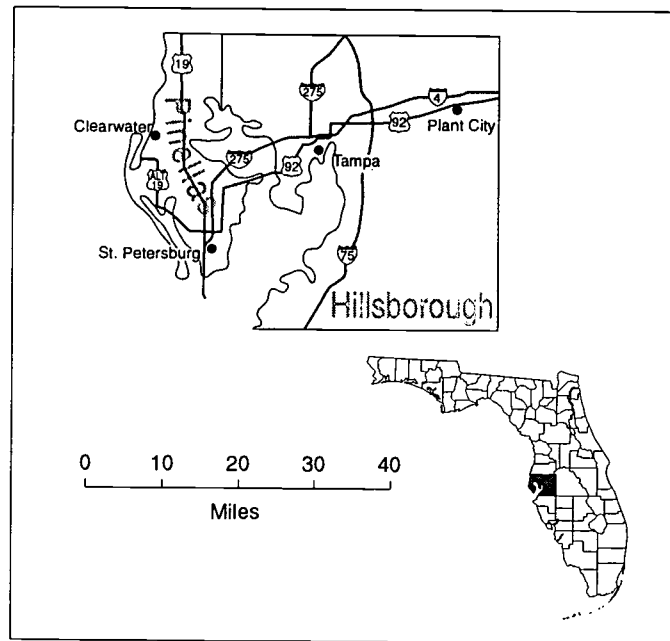 19
275
4
Clearwater
92
Plant City
Pinellas
275
92
Tampa
ALT
19
St. Petersburg
75
Hillsborough
0 10 20 30 40
Miles